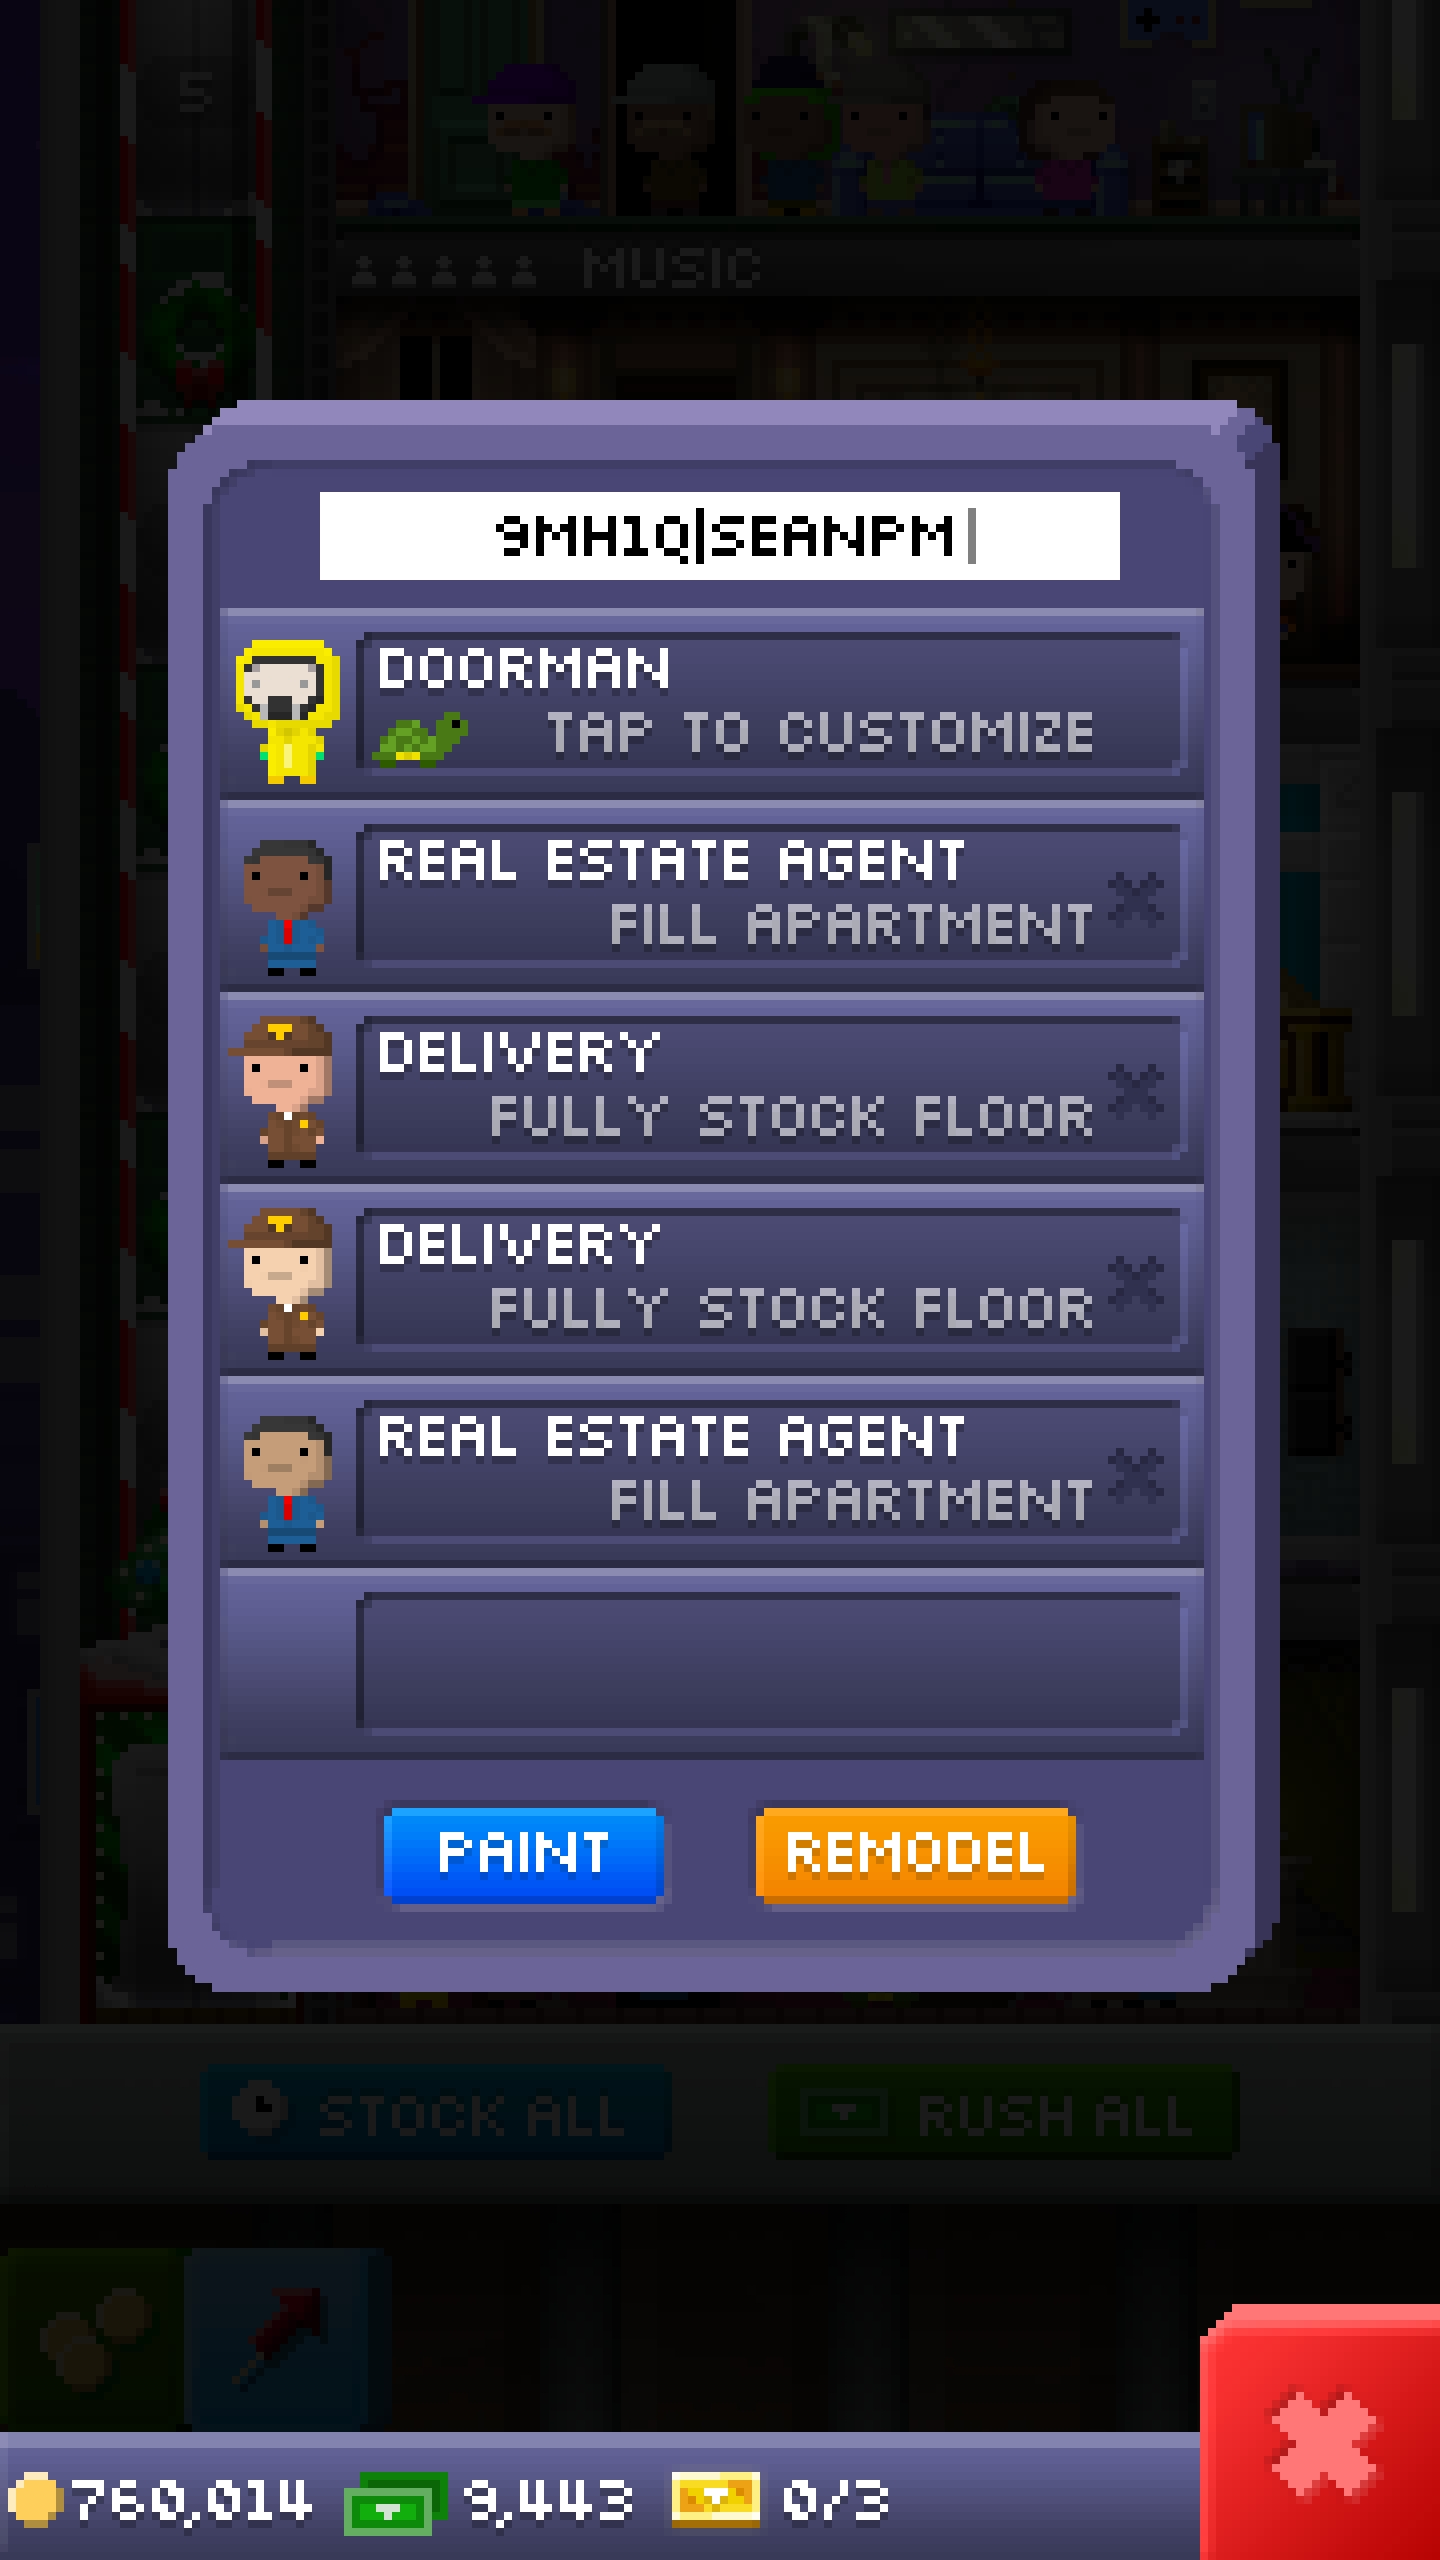 5
MUSIC
9MH1Q|SEANPM
DOORMAN
TAP TO CUSTOMIZE
REAL ESTATE AGENT
FILL APARTMENT
DELIVERY
FULLY STOCK FLOOR
DELIVERY
FULLY STOCK FLOOR
REAL ESTATE AGENT
FILL APARTMENT
PAINT REMODEL
STOCK ALL RUSH ALL
760,014 9,443 0/3